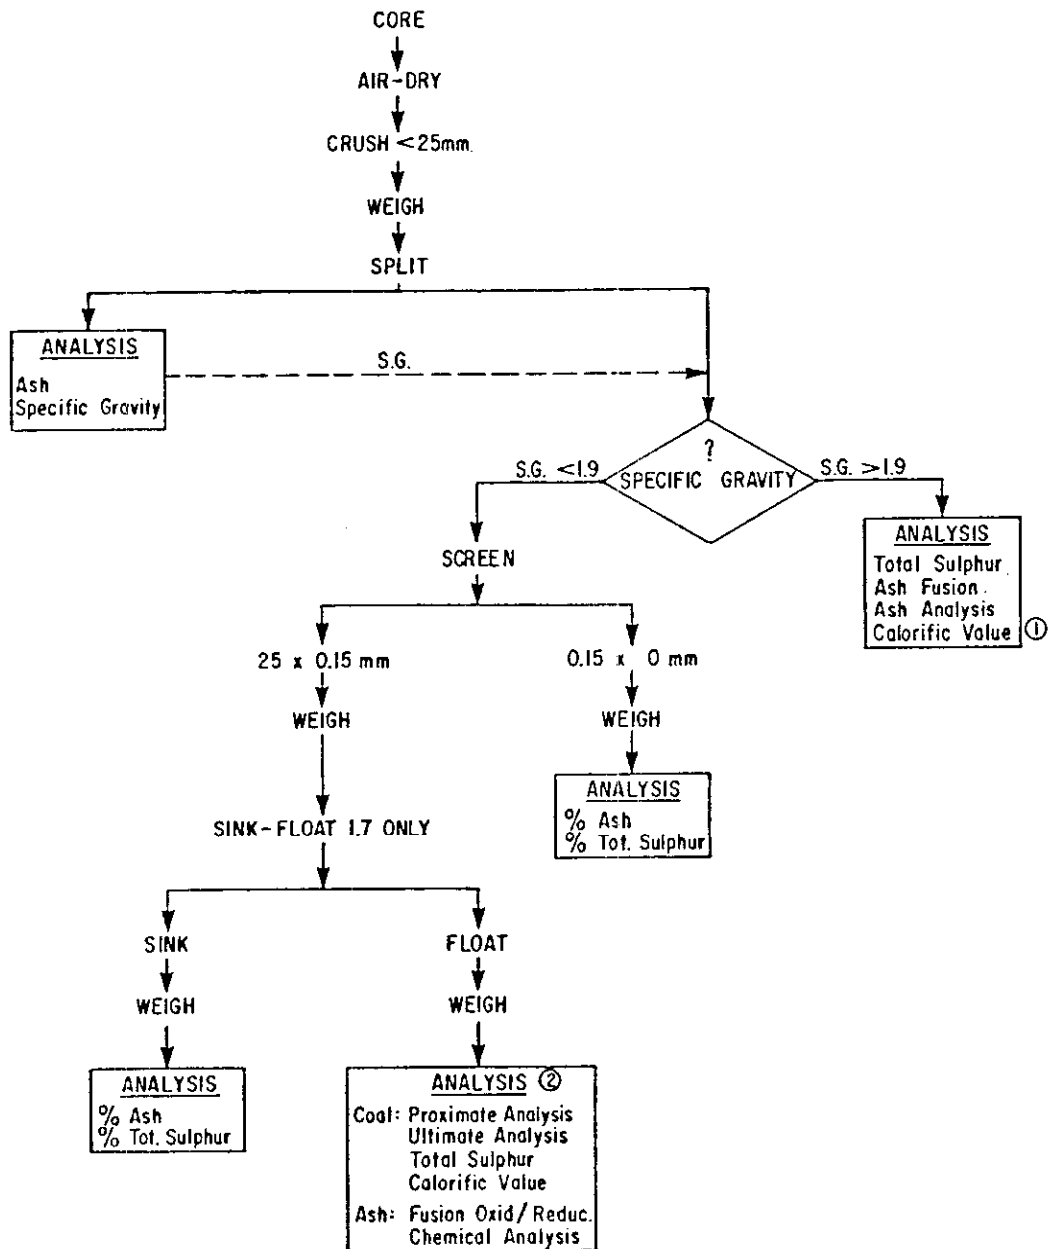 CORE
AIR-DRY
CRUSH <25mm.
WEIGH
SPLIT
ANALYSIS
Ash
Specific Gravity
S.G.
?
SPECIFIC GRAVITY
S.G. <1.9
S.G. >1.9
ANALYSIS
Total Sulphur
Ash Fusion
Ash Analysis
Calorific Value ①
SCREEN
25 x 0.15 mm
0.15 x 0 mm
WEIGH
WEIGH
ANALYSIS
% Ash
% Tot. Sulphur
SINK-FLOAT 1.7 ONLY
SINK
FLOAT
WEIGH
WEIGH
ANALYSIS
% Ash
% Tot. Sulphur
ANALYSIS ②
Coal: Proximate Analysis
Ultimate Analysis
Total Sulphur
Calorific Value
Ash: Fusion Oxid/Reduc.
Chemical Analysis